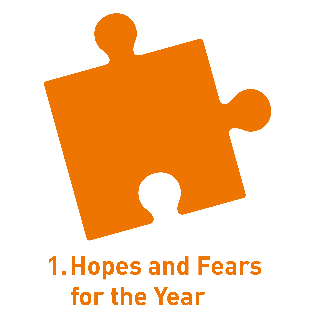 1. Hopes and Fears
for the Year